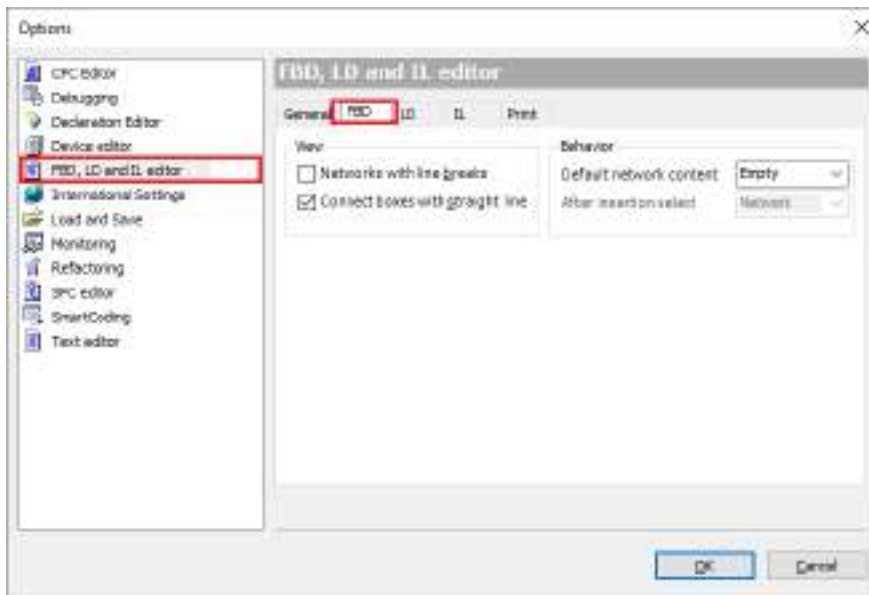 Options
CFC Editor
Debugging
Declaration Editor
Device editor
FBD, LD and IL editor
International Settings
Load and Save
Monitoring
Refactoring
SFC editor
SmartCoding
Text editor
FBD, LD and IL editor
General FBD LD IL Print
View
Networks with line breaks
Connect boxes with straight line
Behavior
Default network content Empty
After insertion select Network
OK Cancel